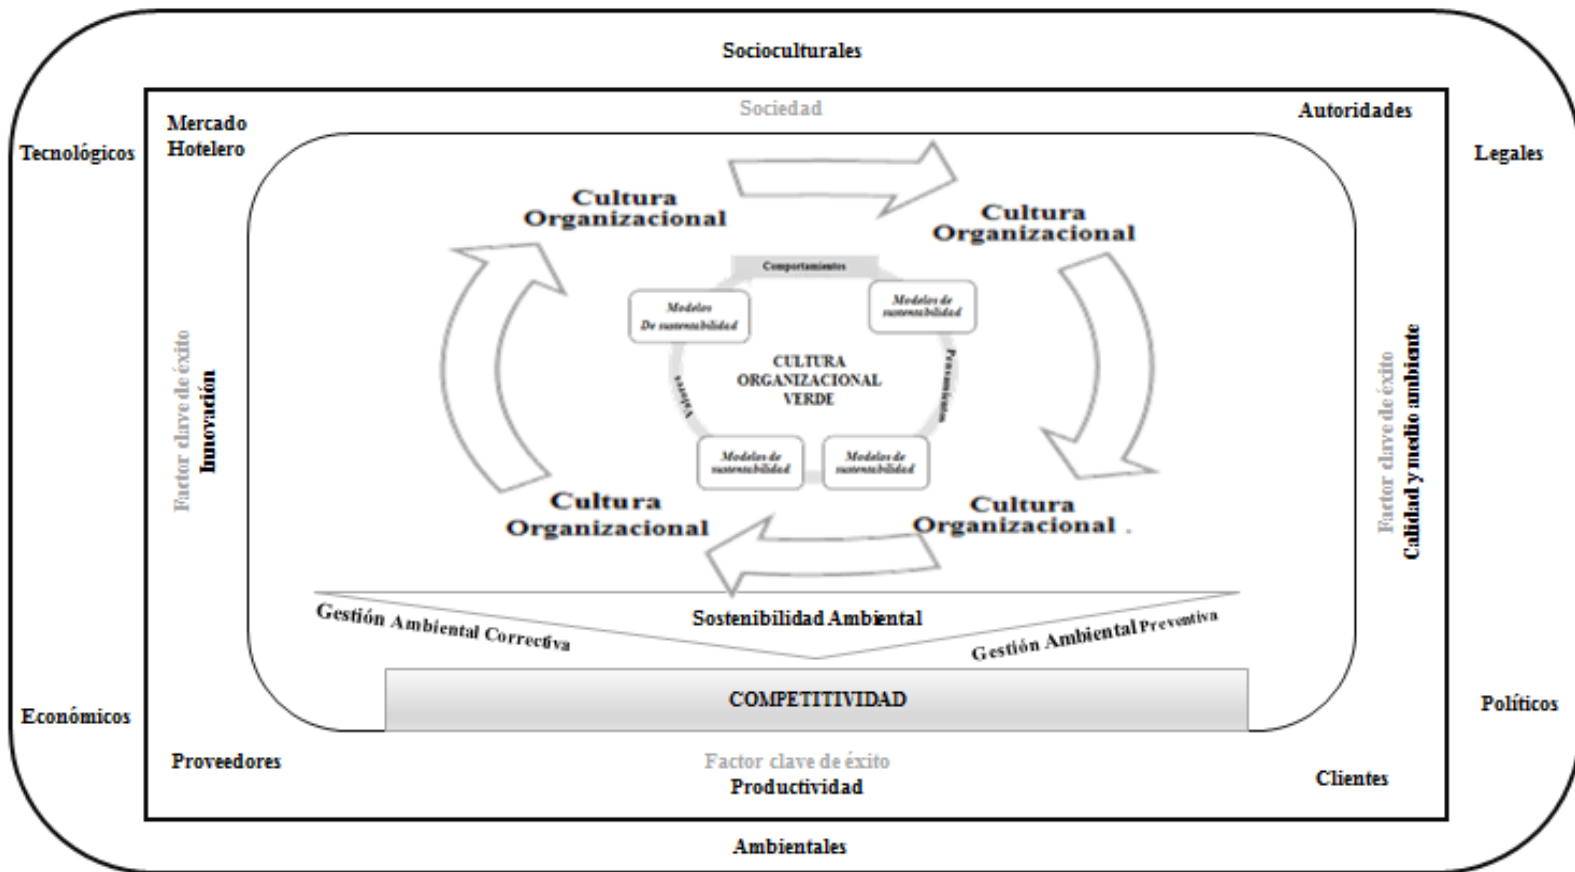 Socioculturales
Sociedad
Autoridades
Mercado
Hotelero
Tecnológicos
Legales
Cultura
Organizacional
Cultura
Organizacional
Comportamientos
Modelos
De sustentabilidad
Modelos de
sustentabilidad
Factor clave de éxito
Innovación
Valores
CULTURA
ORGANIZACIONAL
VERDE
Pensamientos
Factor clave de éxito
Calidad y medio ambiente
Modelos de
sustentabilidad
Modelos de
sustentabilidad
Cultura
Organizacional
Cultura
Organizacional .
Gestión Ambiental Correctiva
Sostenibilidad Ambiental
Gestión Ambiental Preventiva
COMPETITIVIDAD
Económicos
Políticos
Proveedores
Factor clave de éxito
Productividad
Clientes
Ambientales